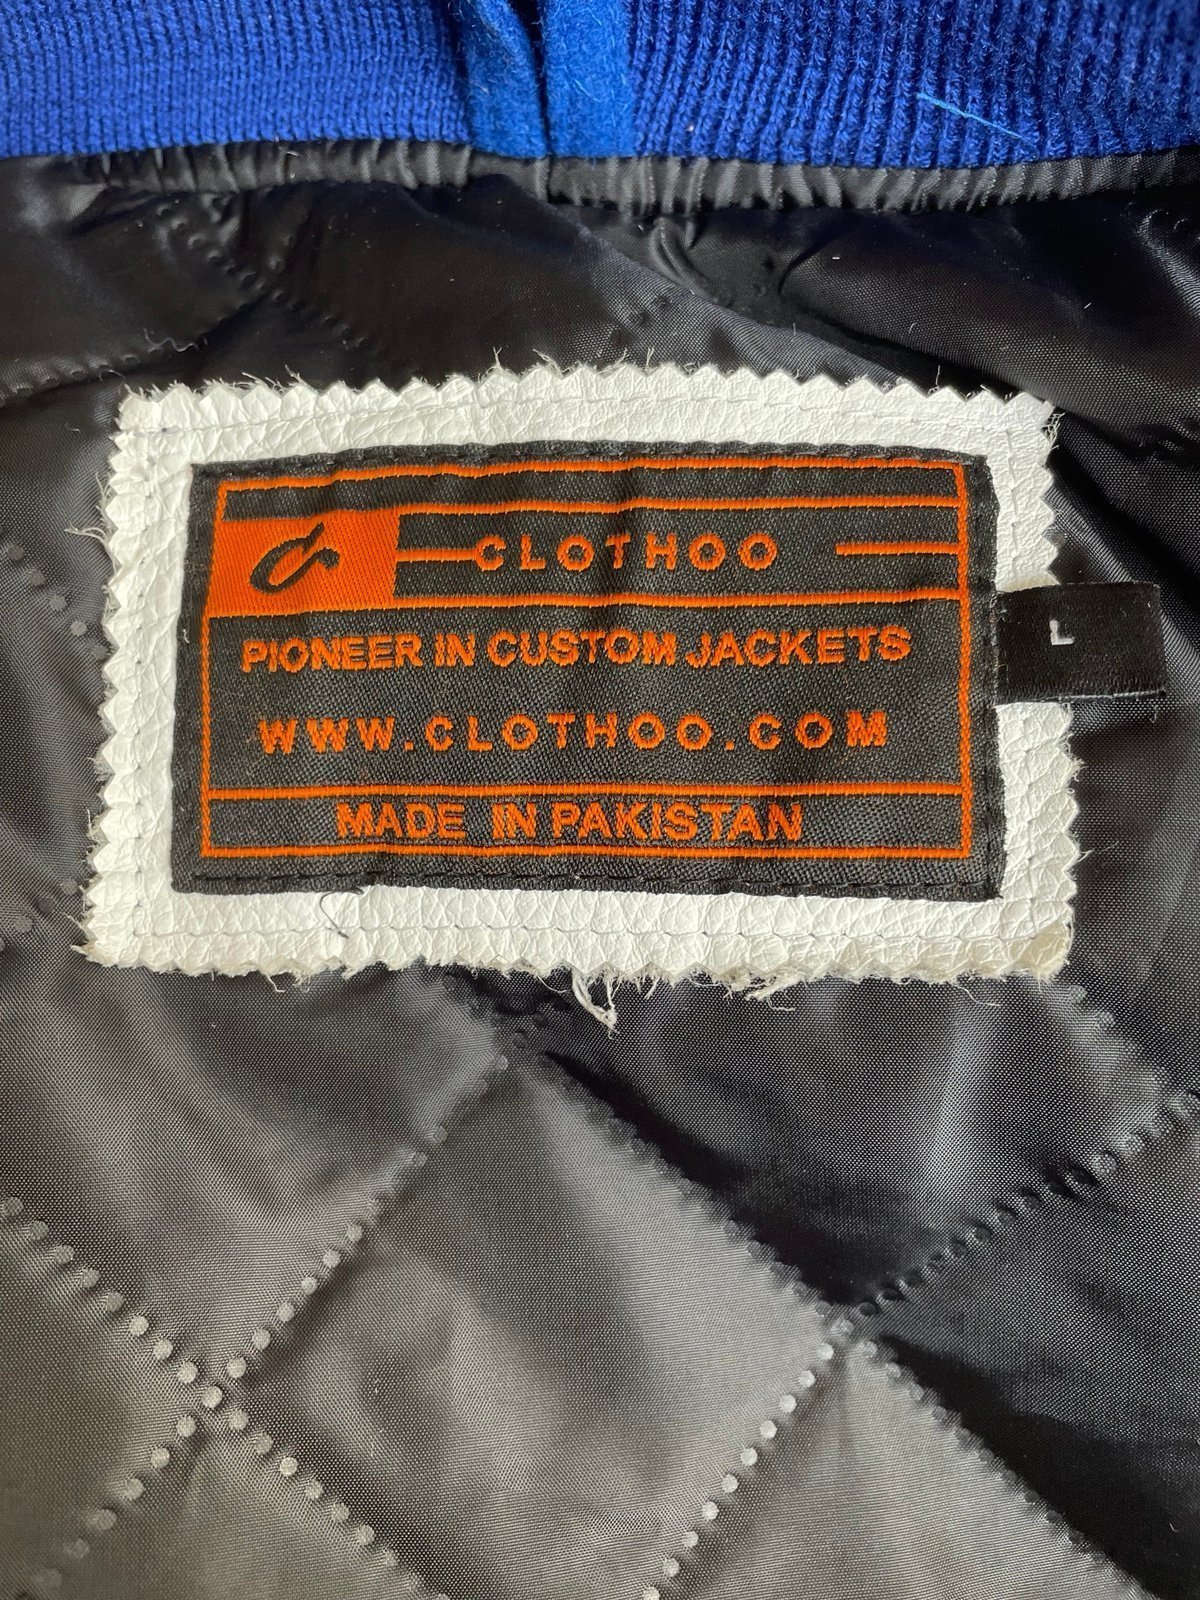 CLOTHOO
PIONEER IN CUSTOM JACKETS
WWW.CLOTHOO.COM
MADE IN PAKISTAN
L